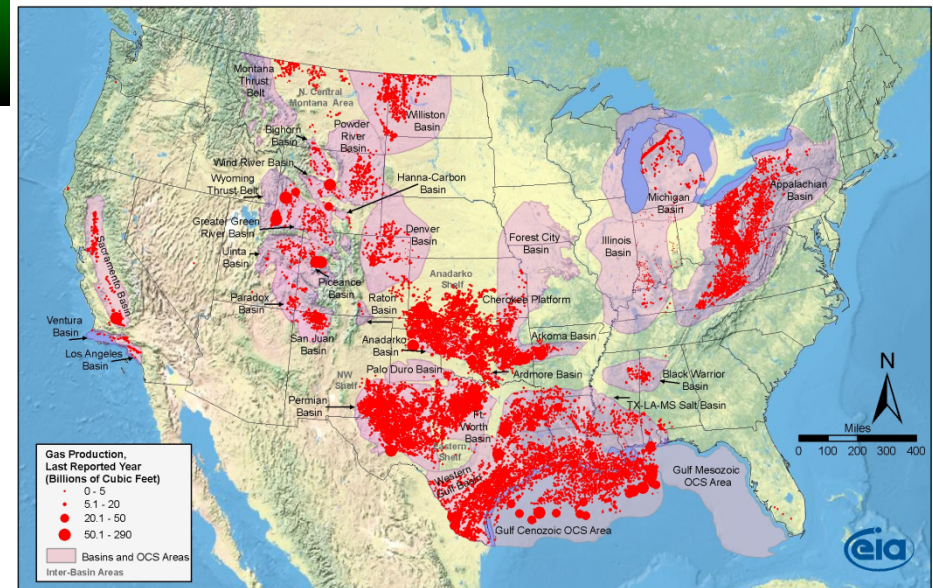 Montana
Thrust
Belt
N. Central
Montana Area
Williston
Basin
Powder
River
Basin
Bighorn
Basin
Wind River Basin
Wyoming
Thrust Belt
Hanna-Carbon
Basin
Greater Green
River Basin
Uinta
Basin
Denver
Basin
Forest City
Basin
Illinois
Basin
Michigan
Basin
Appalachian
Basin
Sacramento Basin
Piceance
Basin
Paradox
Basin
Raton
Basin
Anadarko
Shelf
Cherokee Platform
Ventura
Basin
Los Angeles
Basin
San Juan
Basin
Anadarko
Basin
Arkoma Basin
Palo Duro Basin
Ardmore Basin
NW
Shelf
Black Warrior
Basin
Permian
Basin
TX-LA-MS Salt Basin
Ft.
Worth
Basin
Eastern
Shelf
Western
Gulf Basin
Gulf Mesozoic
OCS Area
Gulf Cenozoic OCS Area
N
Miles
0 100 200 300 400
Gas Production,
Last Reported Year
(Billions of Cubic Feet)
0 - 5
5.1 - 20
20.1 - 50
50.1 - 290
Basins and OCS Areas
Inter-Basin Areas
eia